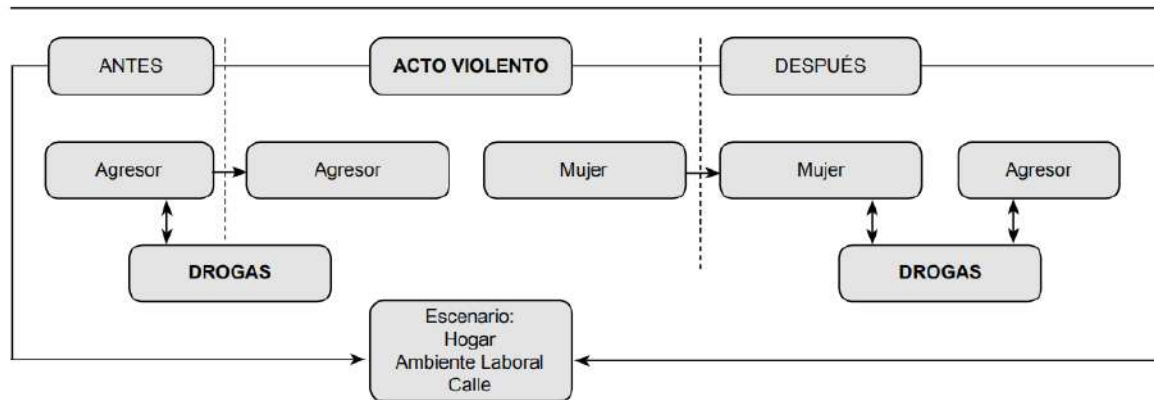 ANTES
ACTO VIOLENTO
DESPUÉS
Agresor
Agresor
Mujer
Mujer
Agresor
DROGAS
DROGAS
Escenario:
Hogar
Ambiente Laboral
Calle